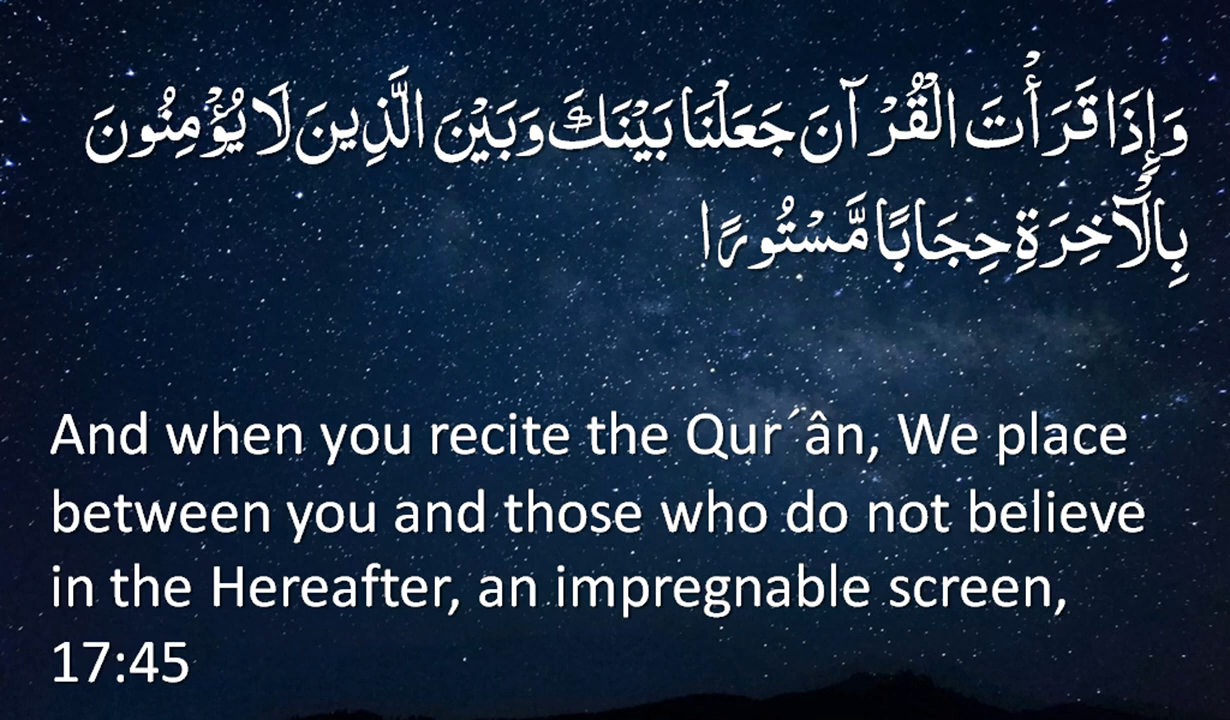 وَإِذَا قَرَأْتَ الْقُرْآنَ جَعَلْنَا بَيْنَكَ وَبَيْنَ الَّذِينَ لَا يُؤْمِنُونَ
بِالْآخِرَةِ حِجَابًا مَّسْتُورًا
And when you recite the Qur´ân, We place
between you and those who do not believe
in the Hereafter, an impregnable screen,
17:45